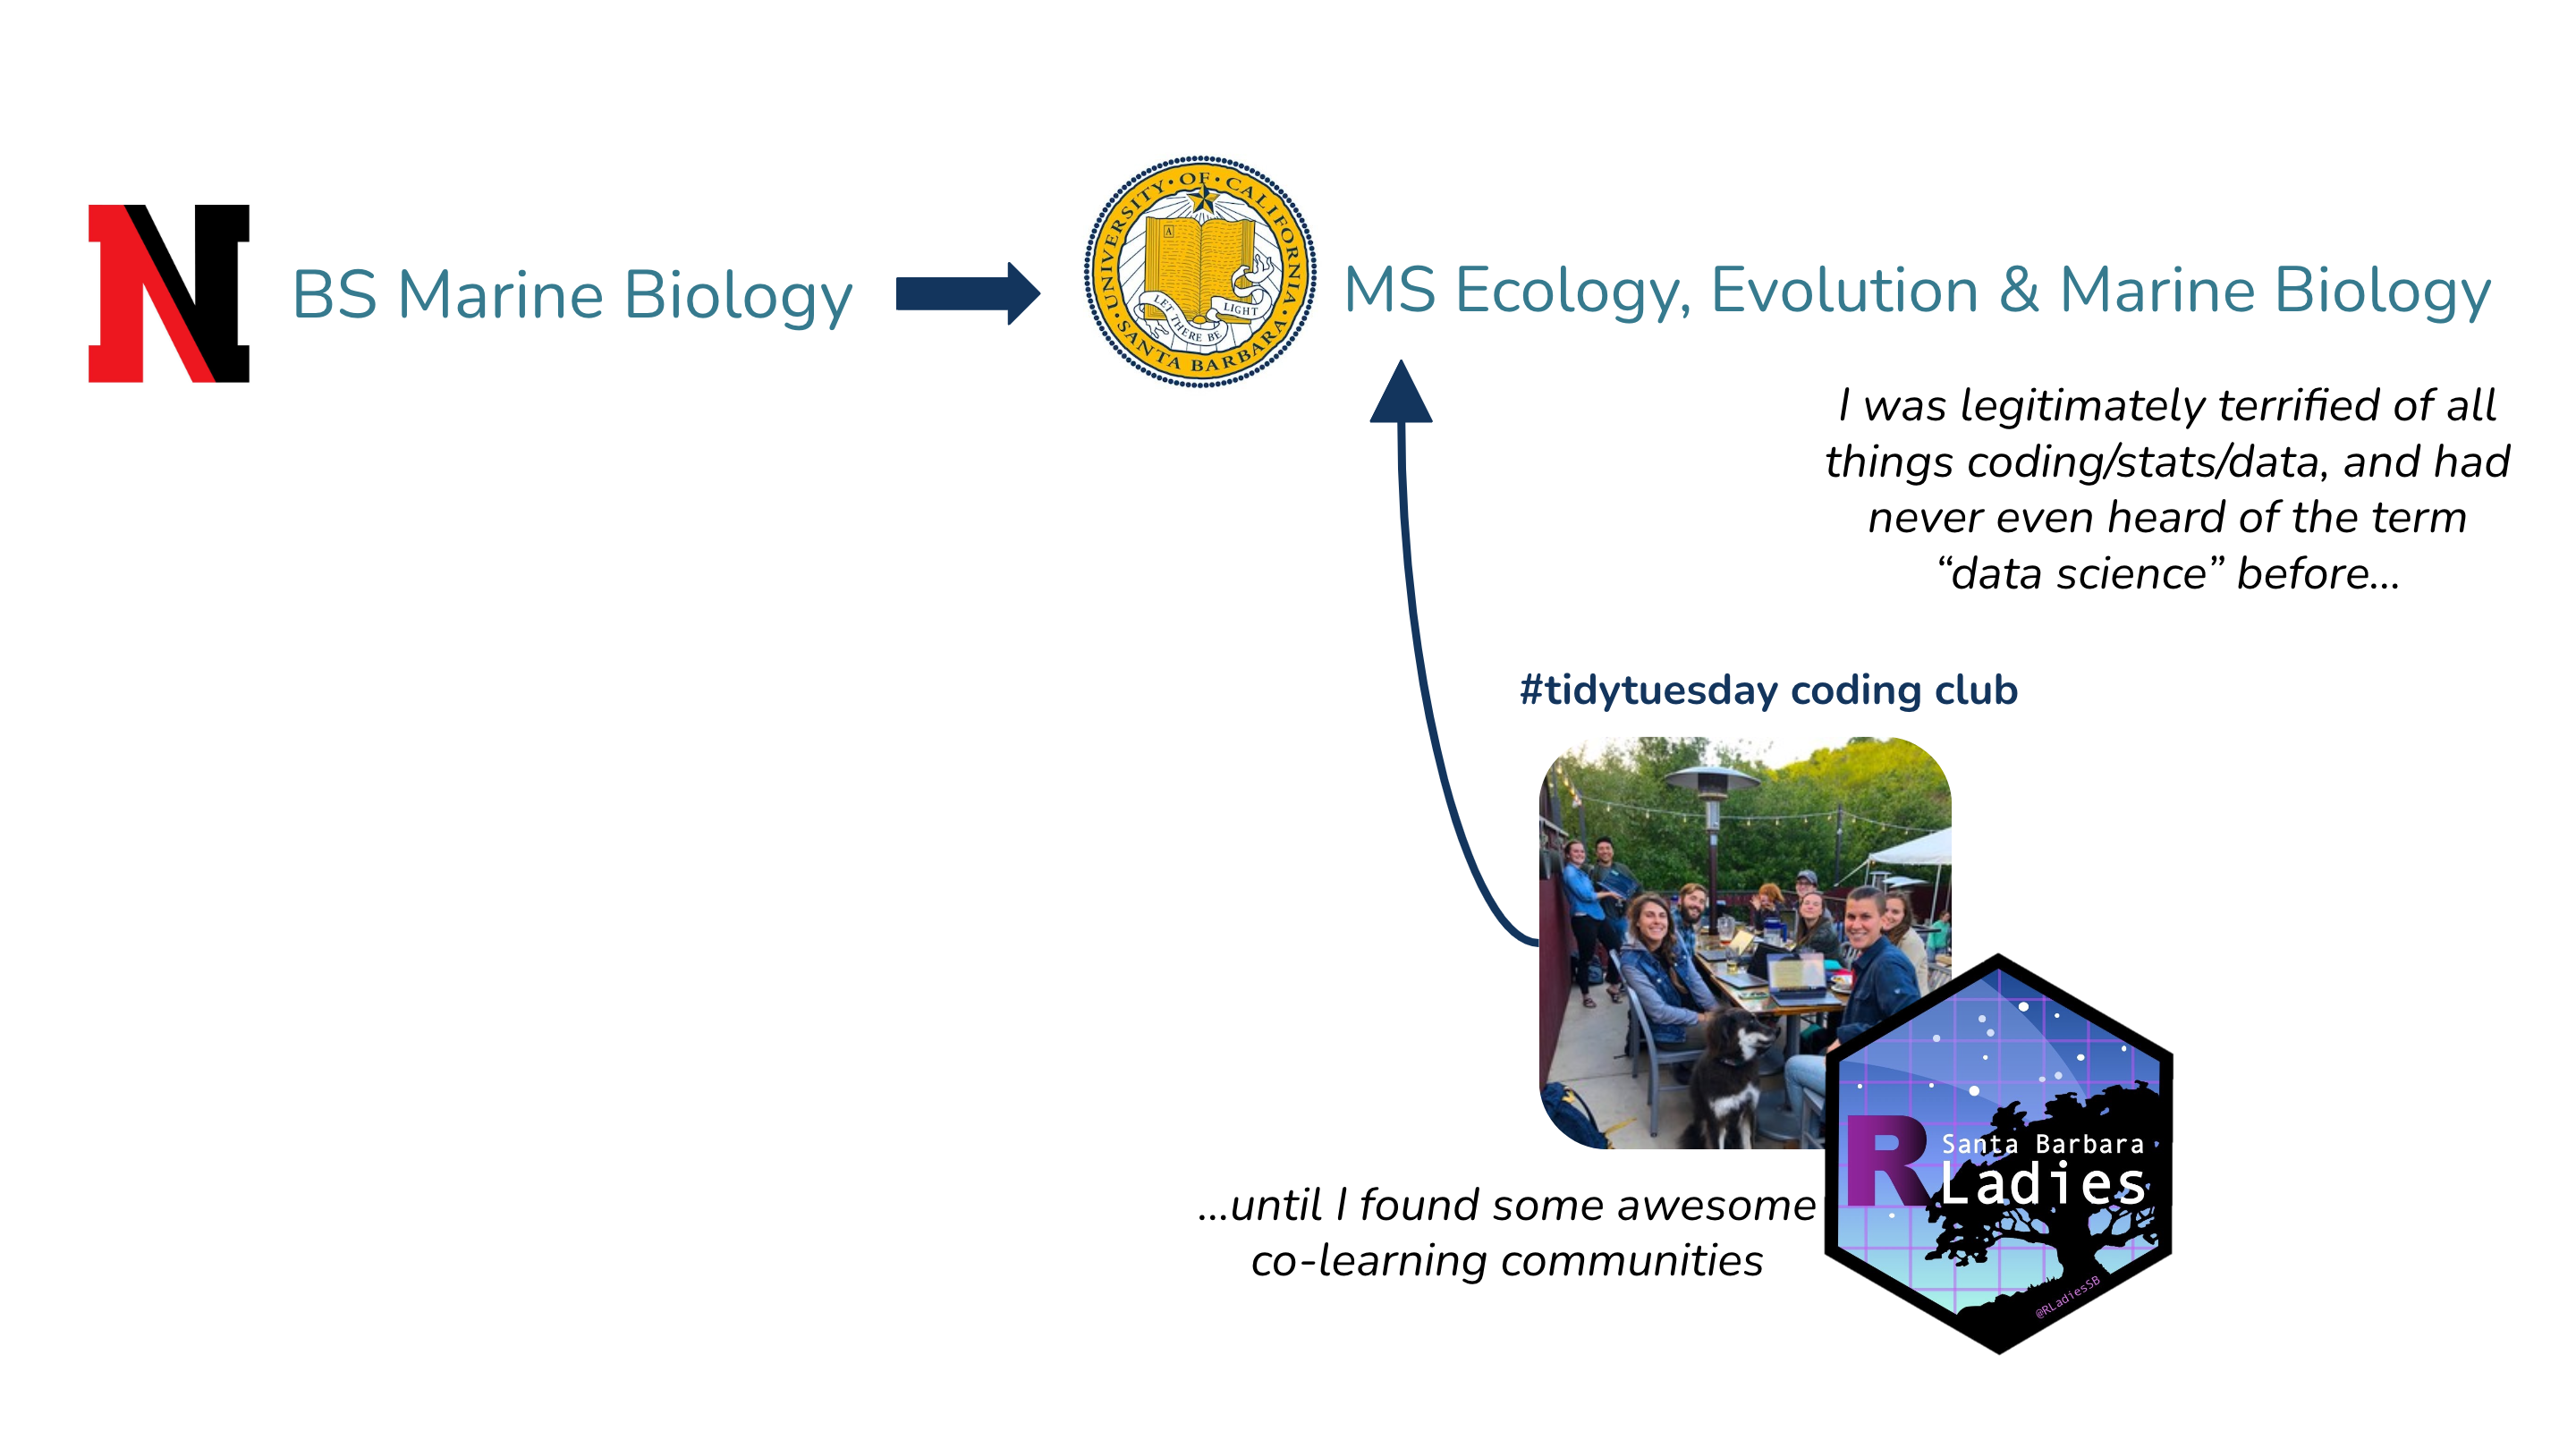 N
BS Marine Biology
UNIVERSITY · OF · CALIFORNIA · SANTA BARBARA ·
A
LET THERE BE LIGHT
MS Ecology, Evolution & Marine Biology
I was legitimately terrified of all
things coding/stats/data, and had
never even heard of the term
“data science” before...
#tidytuesday coding club
...until I found some awesome
co-learning communities
R
Santa Barbara
Ladies
@RLadiesSB